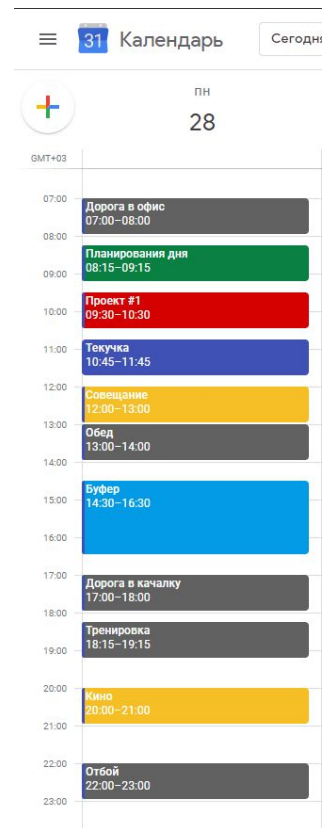 31 Календарь
Сегодня
ПН
28
GMT+03
07:00
Дорога в офис
07:00–08:00
08:00
Планирования дня
08:15–09:15
09:00
Проект #1
09:30–10:30
10:00
11:00
Текучка
10:45–11:45
12:00
Совещание
12:00–13:00
13:00
Обед
13:00–14:00
14:00
Буфер
14:30–16:30
15:00
16:00
17:00
Дорога в качалку
17:00–18:00
18:00
Тренировка
18:15–19:15
19:00
20:00
Кино
20:00–21:00
21:00
22:00
Отбой
22:00–23:00
23:00